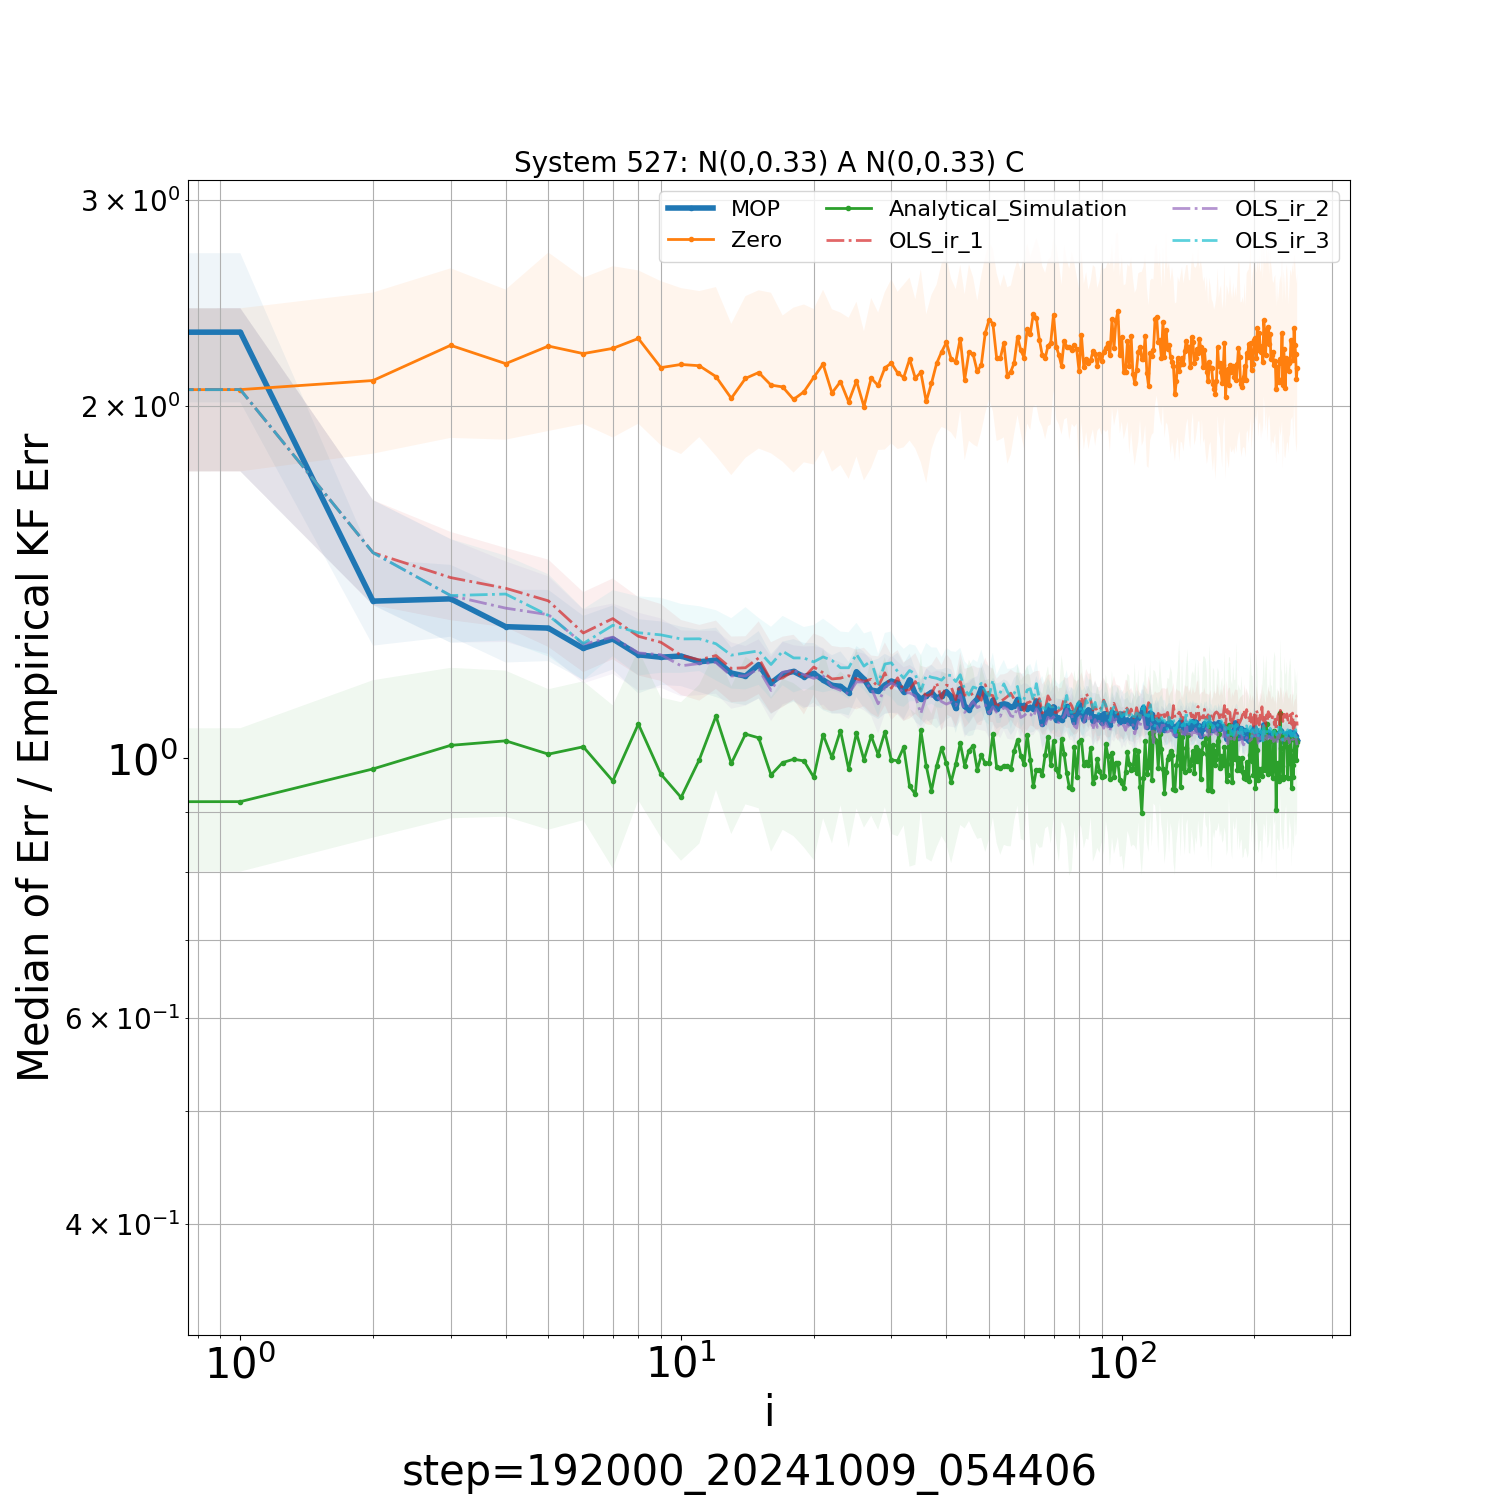 System 527: N(0,0.33) A N(0,0.33) C
MOP
Zero
Analytical_Simulation
OLS_ir_1
OLS_ir_2
OLS_ir_3
Median of Err / Empirical KF Err
3 × 10⁰
2 × 10⁰
10⁰
6 × 10⁻¹
4 × 10⁻¹
10⁰
10¹
10²
i
step=192000_20241009_054406